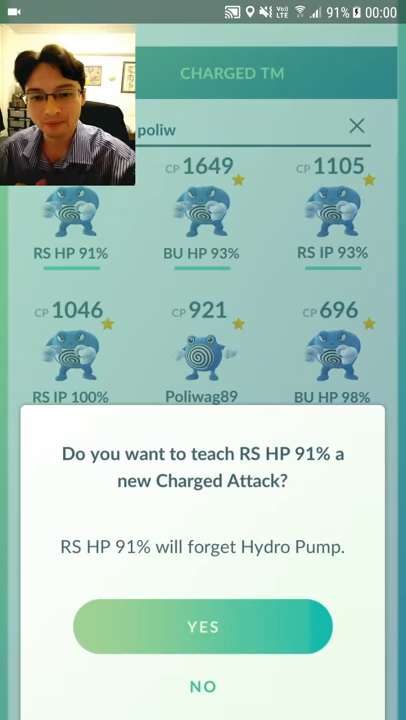 Vo)) LTE 91% 00:00
CHARGED TM
poliw
CP 1649 CP 1105
RS HP 91% BU HP 93% RS IP 93%
CP 1046 CP 921 CP 696
RS IP 100% Poliwag89 BU HP 98%
Do you want to teach RS HP 91% a
new Charged Attack?
RS HP 91% will forget Hydro Pump.
YES
NO